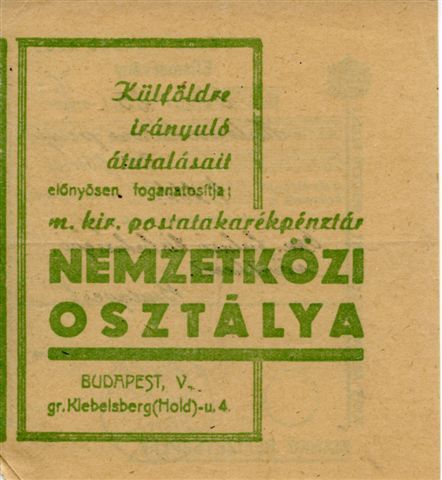 Külföldre
irányuló
átutalásait
előnyösen foganatosítja:
m. kir. postatakarékpénztár
NEMZETKÖZI
OSZTÁLYA
BUDAPEST, V.,
gr. Klebelsberg(Hold)-u. 4.